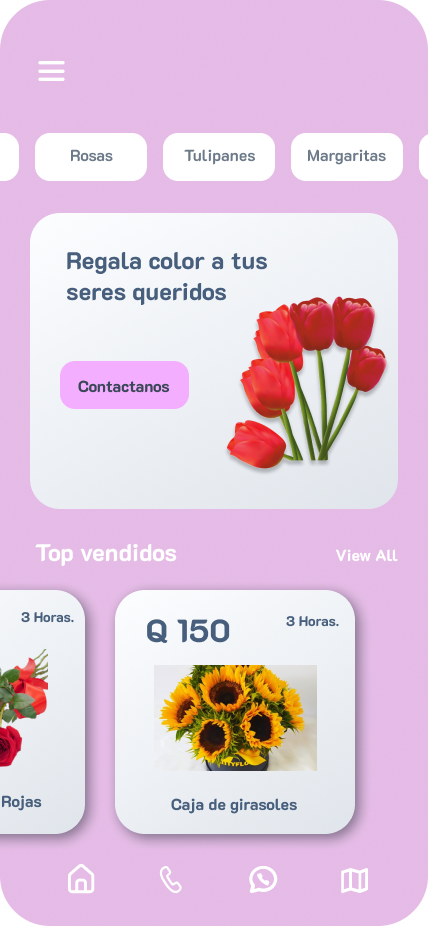 Rosas
Tulipanes
Margaritas
Regala color a tus
seres queridos
Contactanos
Top vendidos
View All
3 Horas.
Rojas
Q 150
3 Horas.
Caja de girasoles